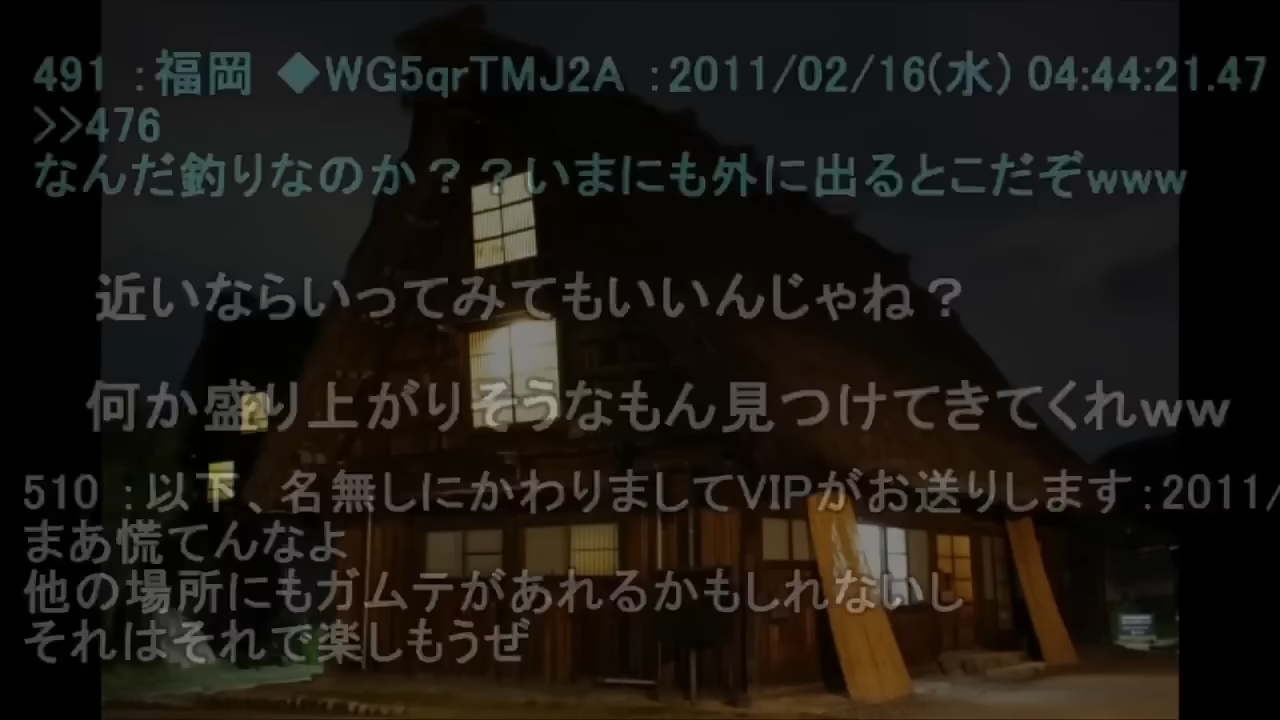 491 :福岡 ◆WG5qrTMJ2A :2011/02/16(水) 04:44:21.47
>>476
なんだ釣りなのか？？いまにも外に出るとこだぞwww
近いならいってみてもいいんじゃね？
何か盛り上がりそうなもん見つけてきてくれww
510 :以下、名無しにかわりましてVIPがお送りします:2011/
まあ慌てんなよ
他の場所にもガムテがあれるかもしれないし
それはそれで楽しもうぜ